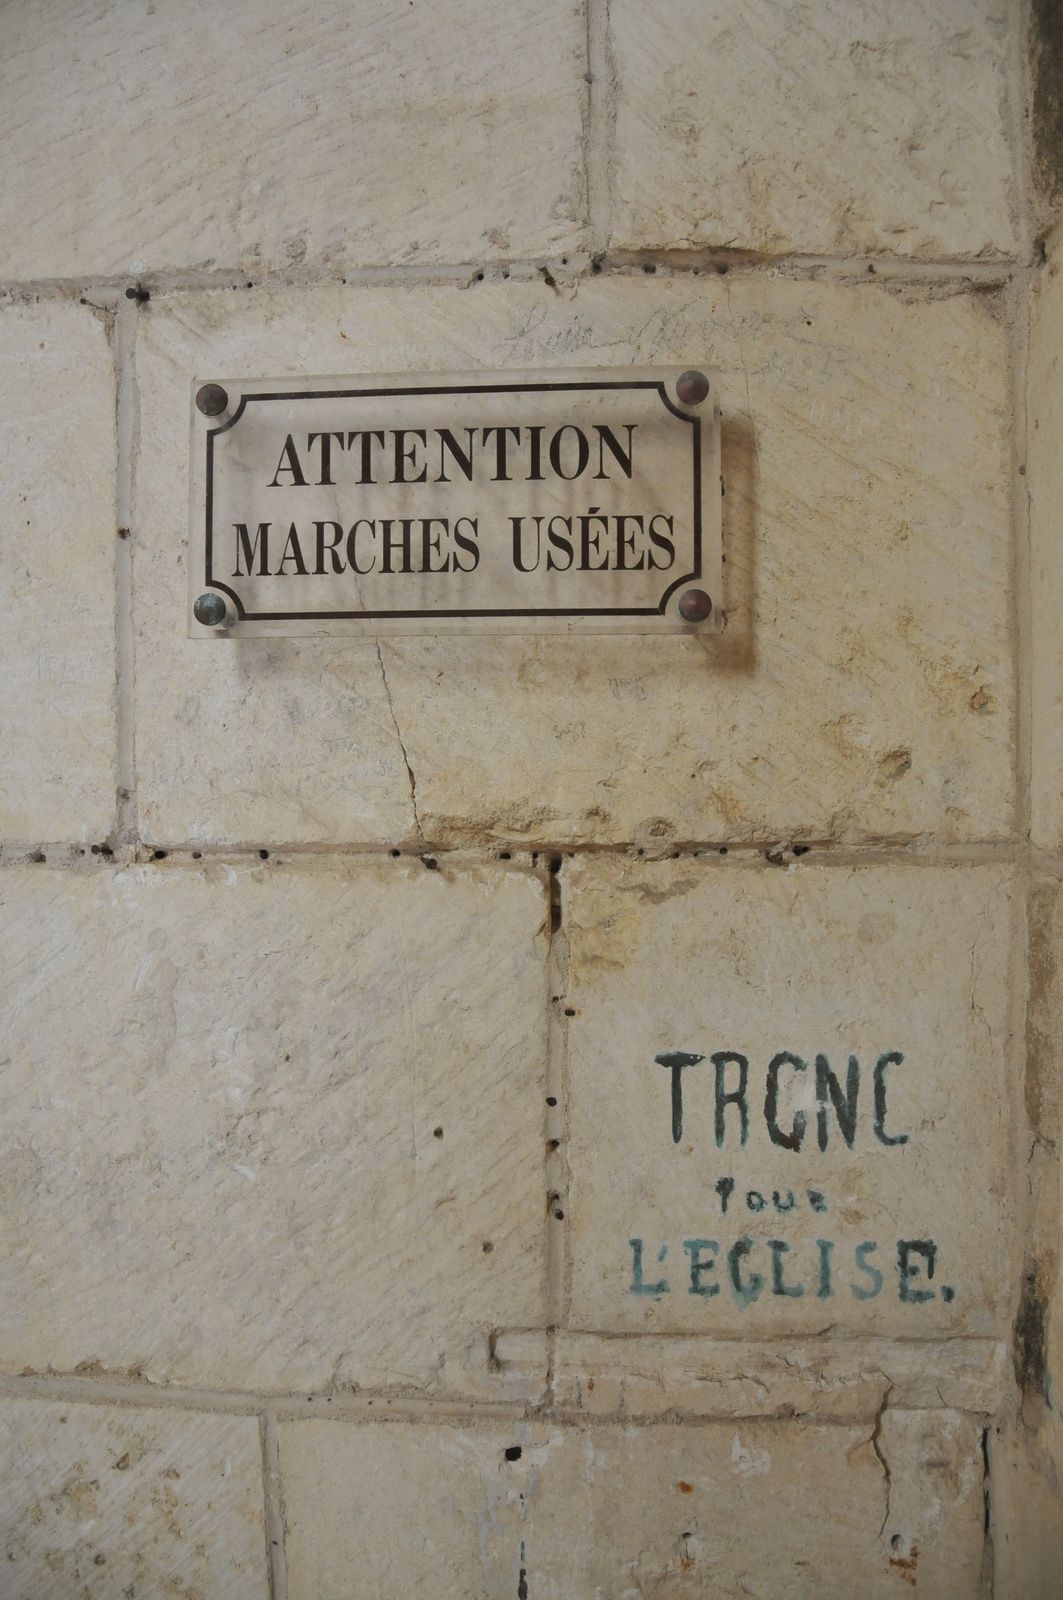 ATTENTION
MARCHES USÉES
TRONC
POUR
L'EGLISE.